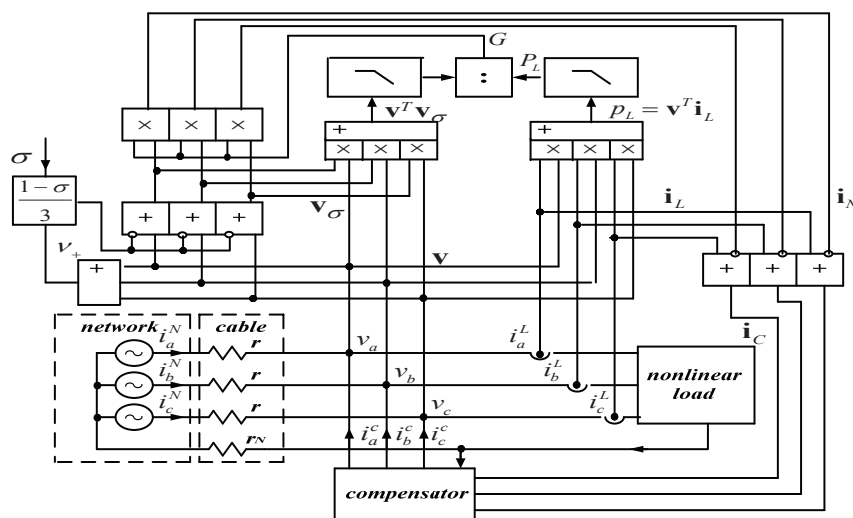 G
P_L
× × ×
:
v^T v_σ
p_L = v^T i_L
σ
+
× × ×
+
× × ×
1 − σ
3
+ + +
v_σ
i_L
i_N
v_+
+
v
+ + +
network
cable
i_C
i_a^N
r
v_a
i_a^L
~
i_b^N
r
v_b
i_b^L
nonlinear
load
~
i_c^N
r
v_c
i_c^L
~
r_N
i_a^c
i_b^c
i_c^c
compensator